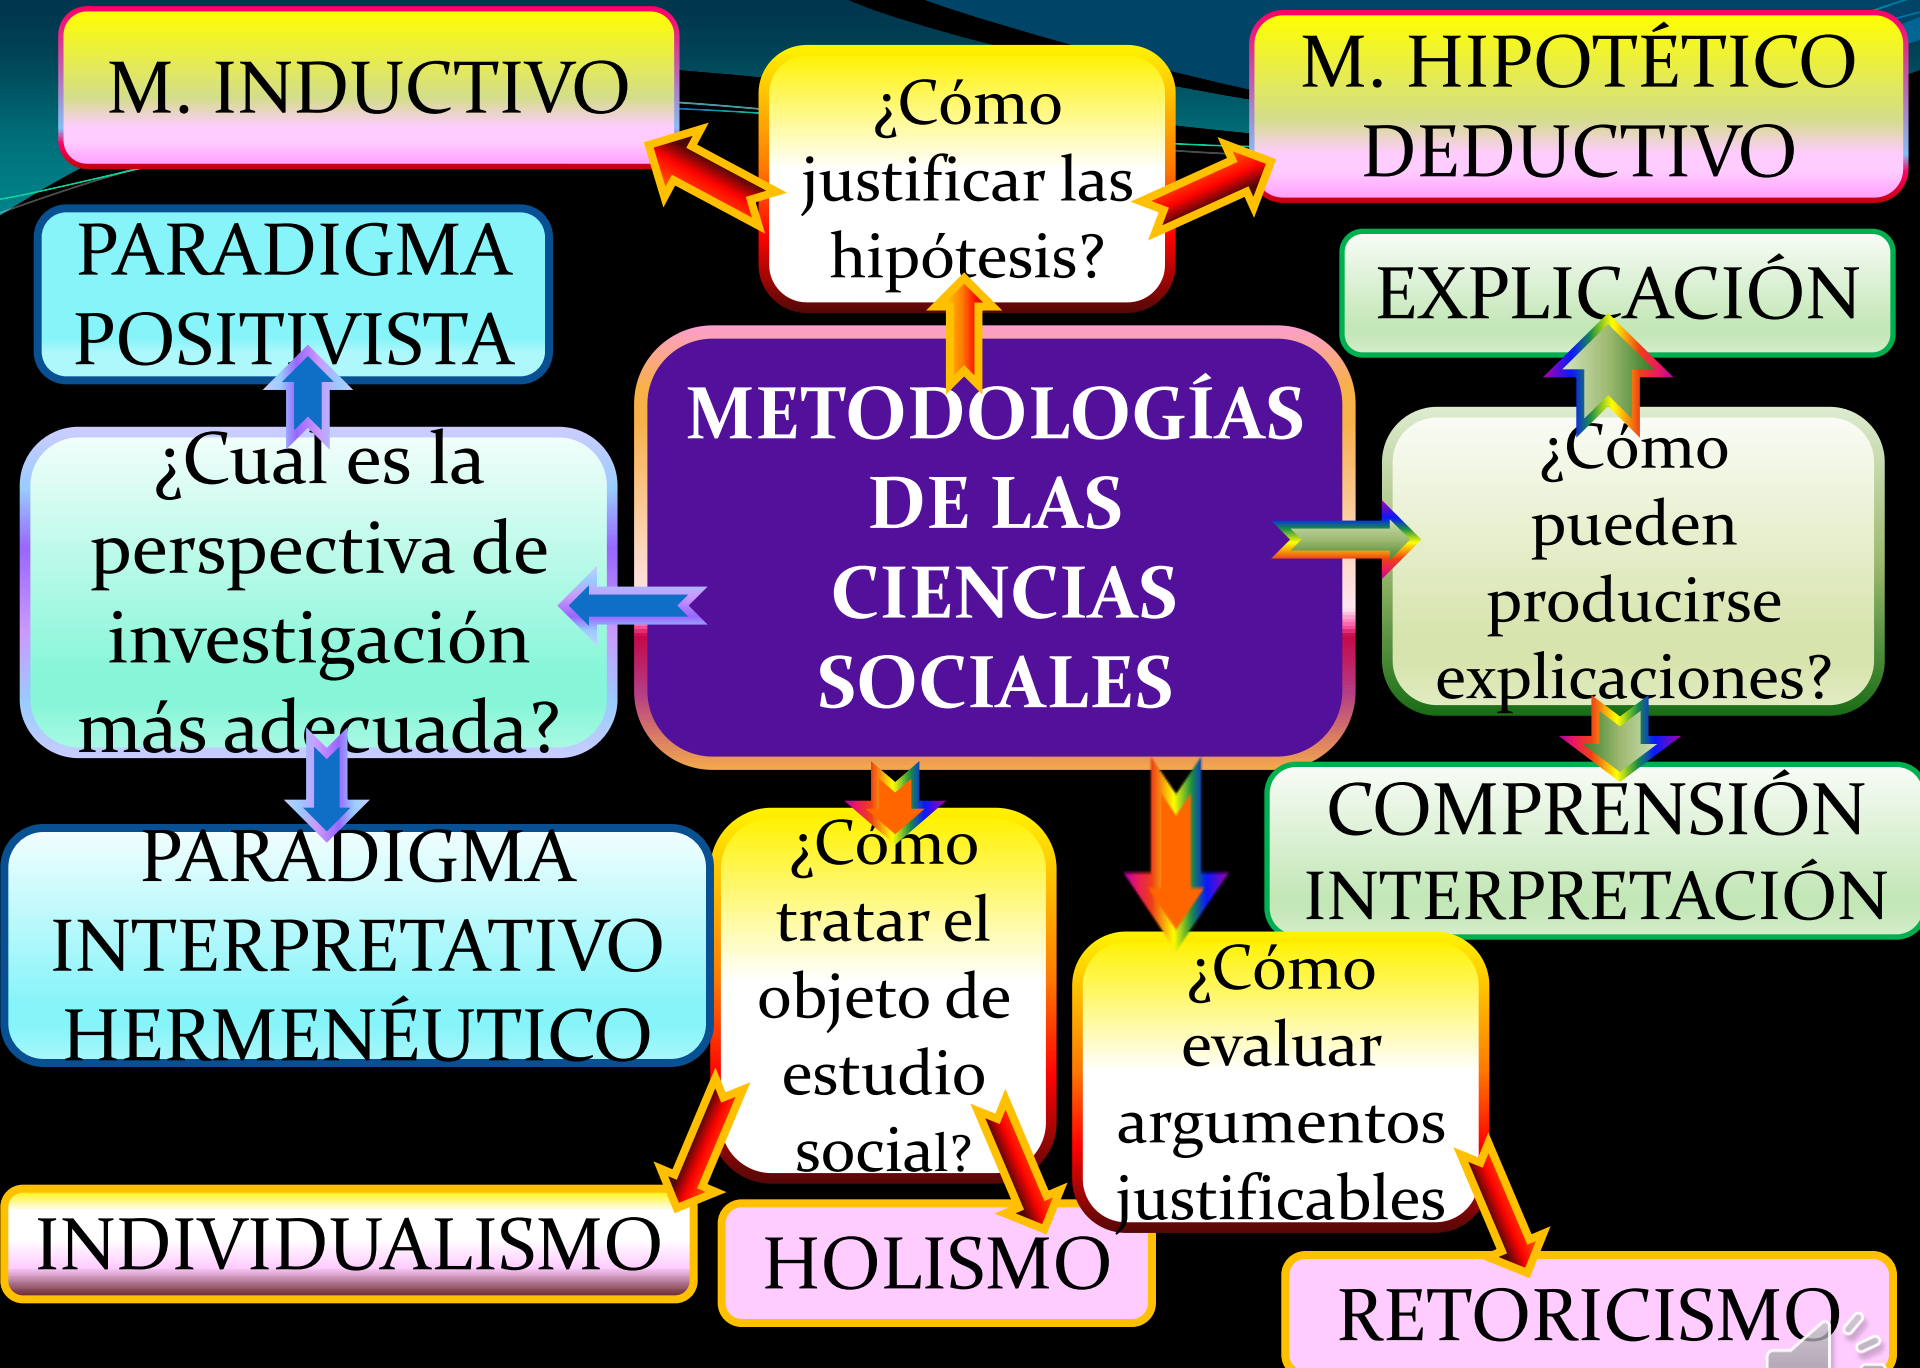 M. INDUCTIVO
¿Cómo
justificar las
hipótesis?
M. HIPOTÉTICO
DEDUCTIVO
PARADIGMA
POSITIVISTA
EXPLICACIÓN
¿Cual es la
perspectiva de
investigación
más adecuada?
METODOLOGÍAS
DE LAS
CIENCIAS
SOCIALES
¿Cómo
pueden
producirse
explicaciones?
PARADIGMA
INTERPRETATIVO
HERMENÉUTICO
¿Cómo
tratar el
objeto de
estudio
social?
COMPRENSIÓN
INTERPRETACIÓN
¿Cómo
evaluar
argumentos
justificables
INDIVIDUALISMO
HOLISMO
RETORICISMO